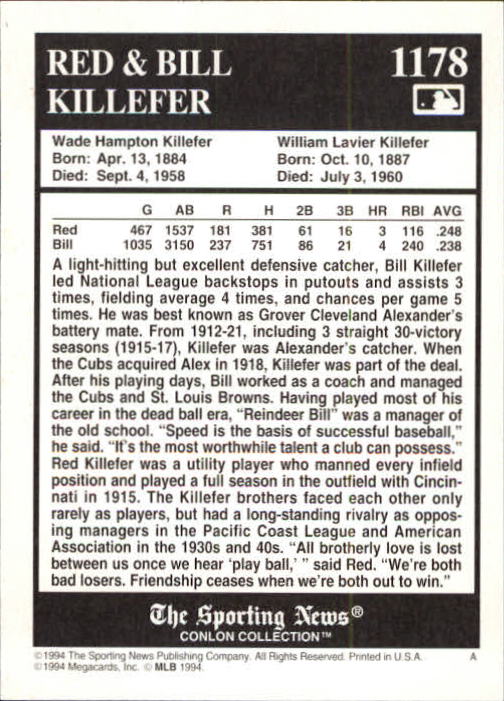 RED & BILL 1178
KILLEFER
Wade Hampton Killefer William Lavier Killefer
Born: Apr. 13, 1884 Born: Oct. 10, 1887
Died: Sept. 4, 1958 Died: July 3, 1960
G AB R H 2B 3B HR RBI AVG
Red 467 1537 181 381 61 16 3 116 .248
Bill 1035 3150 237 751 86 21 4 240 .238
A light-hitting but excellent defensive catcher, Bill Killefer
led National League backstops in putouts and assists 3
times, fielding average 4 times, and chances per game 5
times. He was best known as Grover Cleveland Alexander's
battery mate. From 1912-21, including 3 straight 30-victory
seasons (1915-17), Killefer was Alexander's catcher. When
the Cubs acquired Alex in 1918, Killefer was part of the deal.
After his playing days, Bill worked as a coach and managed
the Cubs and St. Louis Browns. Having played most of his
career in the dead ball era, "Reindeer Bill" was a manager of
the old school. "Speed is the basis of successful baseball,"
he said. "It's the most worthwhile talent a club can possess."
Red Killefer was a utility player who manned every infield
position and played a full season in the outfield with Cincin-
nati in 1915. The Killefer brothers faced each other only
rarely as players, but had a long-standing rivalry as oppos-
ing managers in the Pacific Coast League and American
Association in the 1930s and 40s. "All brotherly love is lost
between us once we hear 'play ball,' " said Red. "We're both
bad losers. Friendship ceases when we're both out to win."
The Sporting News®
CONLON COLLECTION™
©1994 The Sporting News Publishing Company. All Rights Reserved. Printed in U.S.A. A
©1994 Megacards, Inc. © MLB 1994